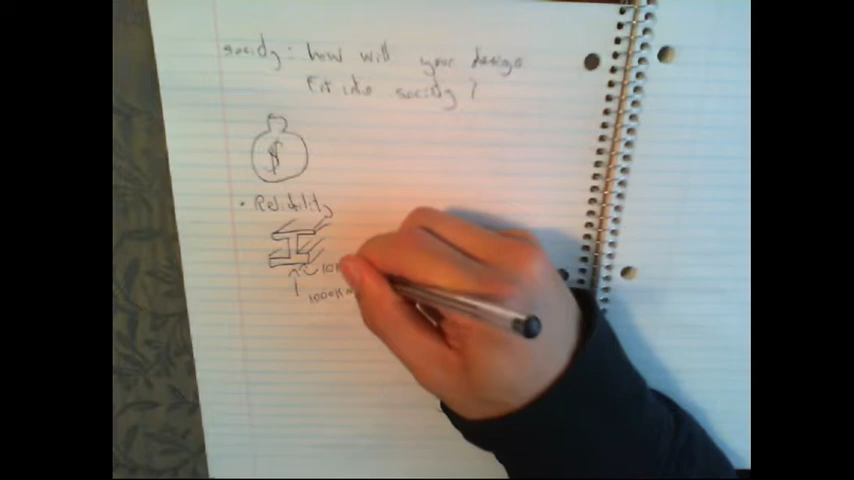 society: how will your design
Fit into society?
$
• Reliability